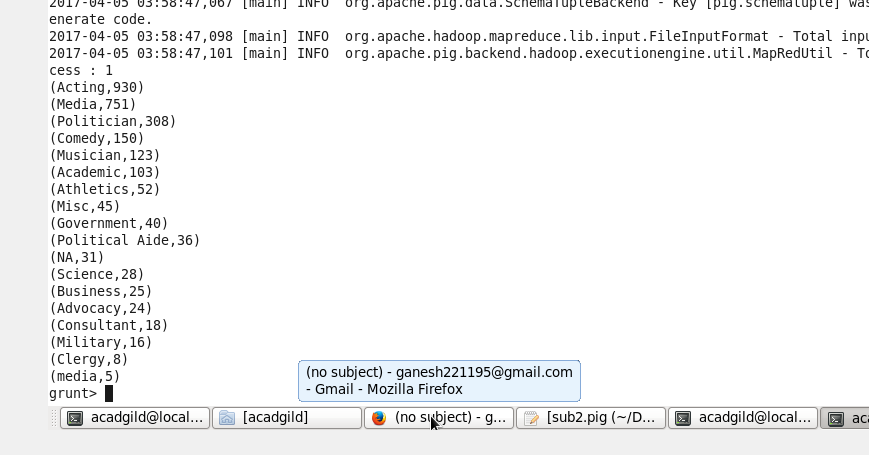 2017-04-05 03:58:47,067 [main] INFO  org.apache.pig.data.SchemaTupleBackend - Key [pig.schematuple] was
enerate code.
2017-04-05 03:58:47,098 [main] INFO  org.apache.hadoop.mapreduce.lib.input.FileInputFormat - Total inpu
2017-04-05 03:58:47,101 [main] INFO  org.apache.pig.backend.hadoop.executionengine.util.MapRedUtil - To
cess : 1
(Acting,930)
(Media,751)
(Politician,308)
(Comedy,150)
(Musician,123)
(Academic,103)
(Athletics,52)
(Misc,45)
(Government,40)
(Political Aide,36)
(NA,31)
(Science,28)
(Business,25)
(Advocacy,24)
(Consultant,18)
(Military,16)
(Clergy,8)
(media,5)
grunt>
(no subject) - ganesh221195@gmail.com
- Gmail - Mozilla Firefox
acadgild@local... [acadgild] (no subject) - g... [sub2.pig (~/D... acadgild@local... aca